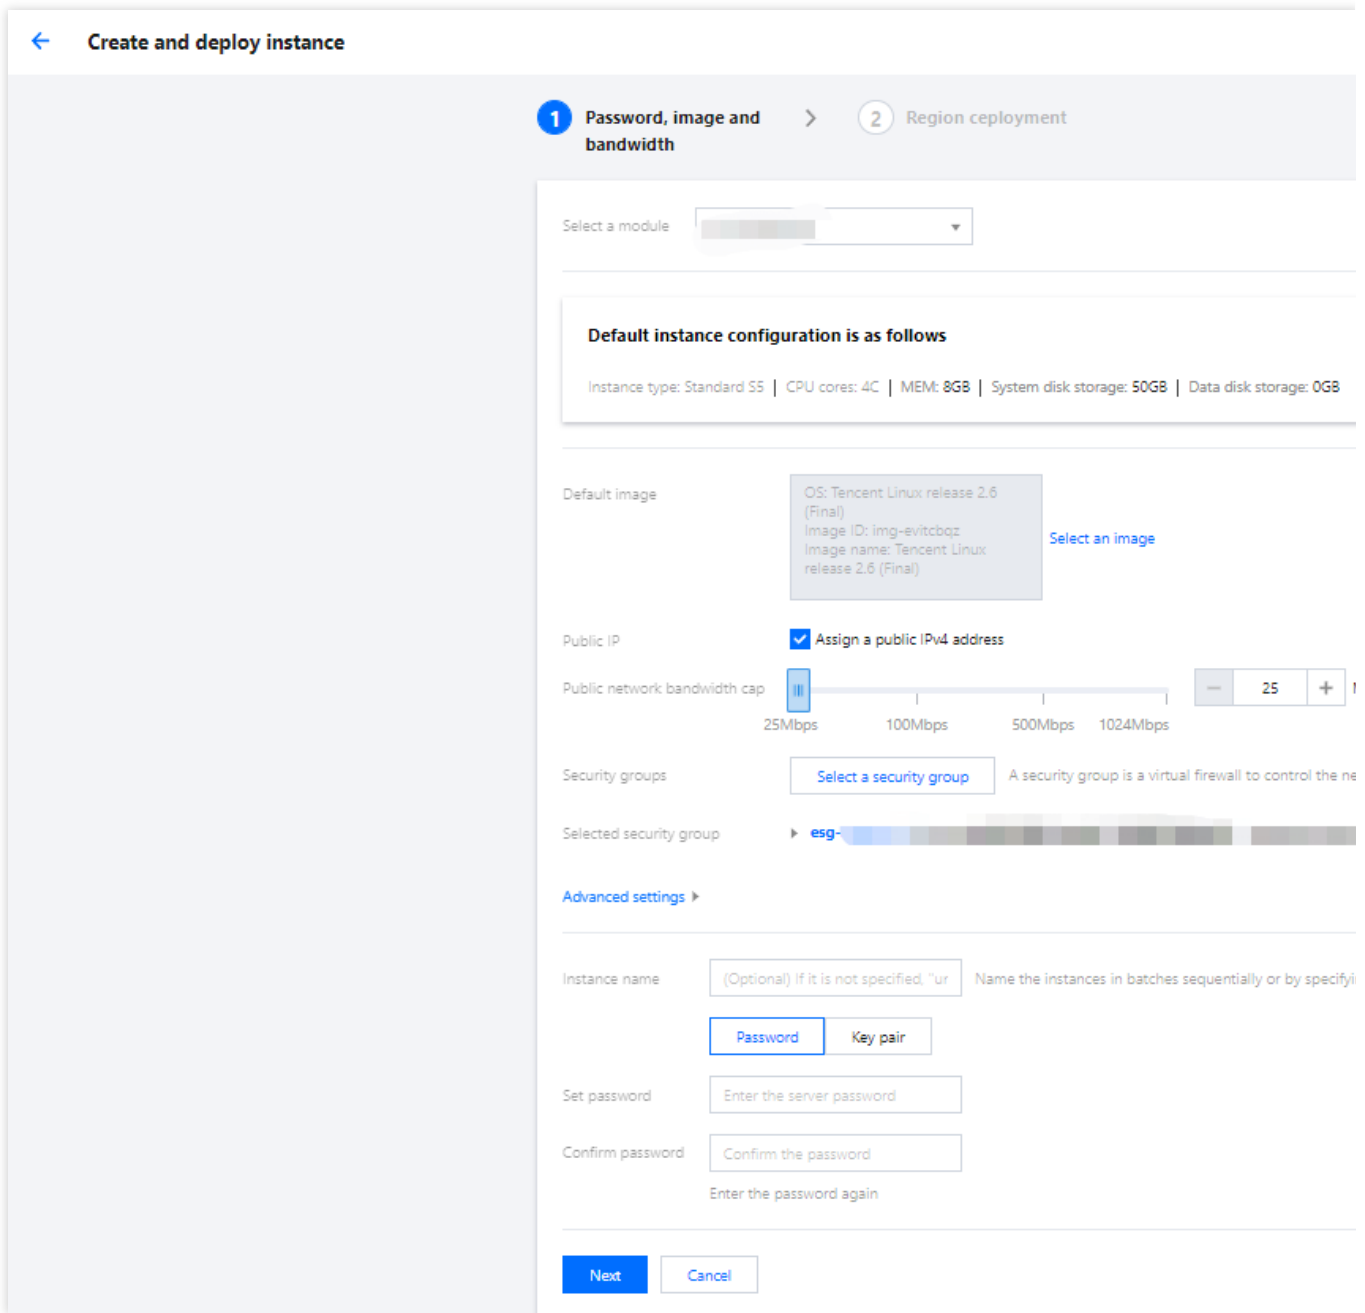 Create and deploy instance
1 Password, image and bandwidth
2 Region ceployment
Select a module
Default instance configuration is as follows
Instance type: Standard S5 | CPU cores: 4C | MEM: 8GB | System disk storage: 50GB | Data disk storage: 0GB
Default image
OS: Tencent Linux release 2.6
(Final)
Image ID: img-evitcbqz
Image name: Tencent Linux
release 2.6 (Final)
Select an image
Public IP
Assign a public IPv4 address
Public network bandwidth cap
25
25Mbps
100Mbps
500Mbps
1024Mbps
Security groups
Select a security group
A security group is a virtual firewall to control the
Selected security group
esg-
Advanced settings
Instance name
(Optional) If it is not specified, "ur
Name the instances in batches sequentially or by
Password
Key pair
Set password
Enter the server password
Confirm password
Confirm the password
Enter the password again
Next
Cancel